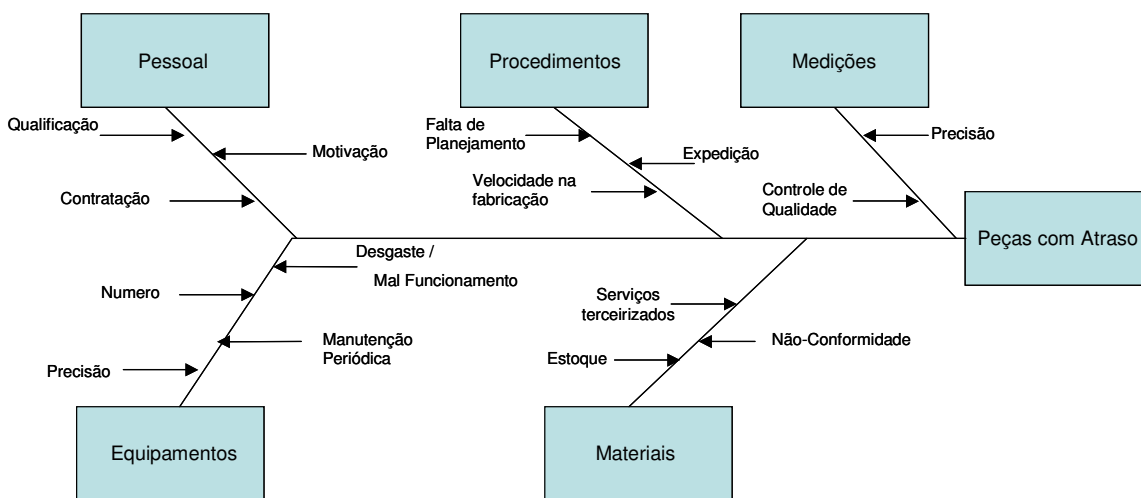 Pessoal
Procedimentos
Medições
Qualificação
Motivação
Contratação
Falta de
Planejamento
Expedição
Velocidade na
fabricação
Precisão
Controle de
Qualidade
Peças com Atraso
Desgaste /
Mal Funcionamento
Numero
Manutenção
Periódica
Precisão
Serviços
terceirizados
Não-Conformidade
Estoque
Equipamentos
Materiais